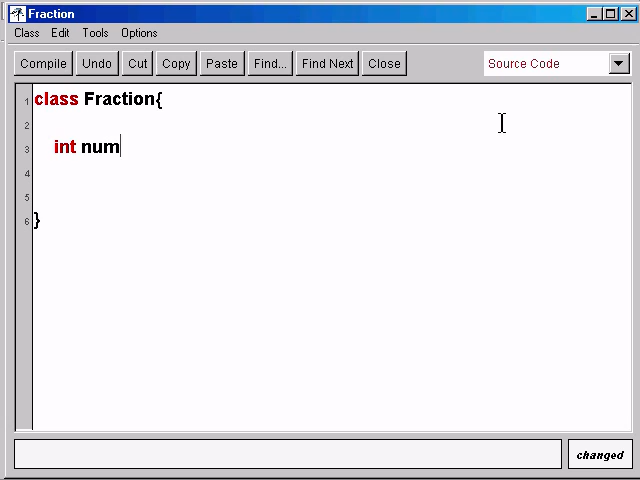 Fraction
Class Edit Tools Options
Compile Undo Cut Copy Paste Find... Find Next Close Source Code
1 class Fraction{
2
3 int num
4
5
6 }
changed